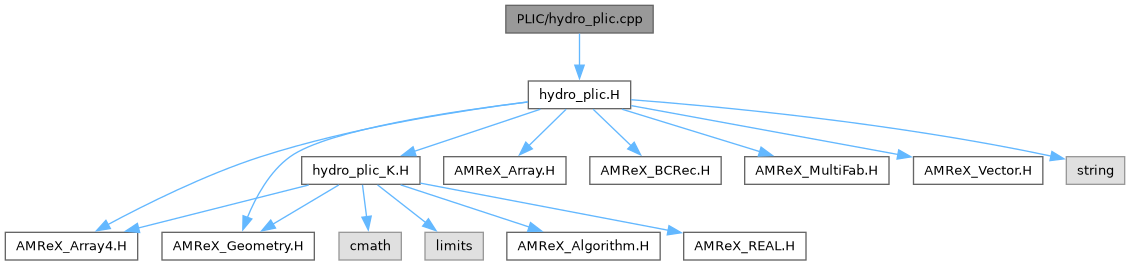 PLIC/hydro_plic.cpp
hydro_plic.H
hydro_plic_K.H
AMReX_Array.H
AMReX_BCRec.H
AMReX_MultiFab.H
AMReX_Vector.H
string
AMReX_Array4.H
AMReX_Geometry.H
cmath
limits
AMReX_Algorithm.H
AMReX_REAL.H